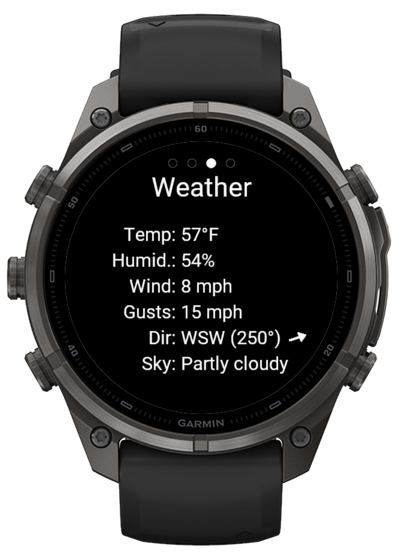 60
Weather
50
Temp: 57°F
Humid.: 54%
Wind: 8 mph
Gusts: 15 mph
Dir: WSW (250°)
Sky: Partly cloudy
40
20
GARMIN